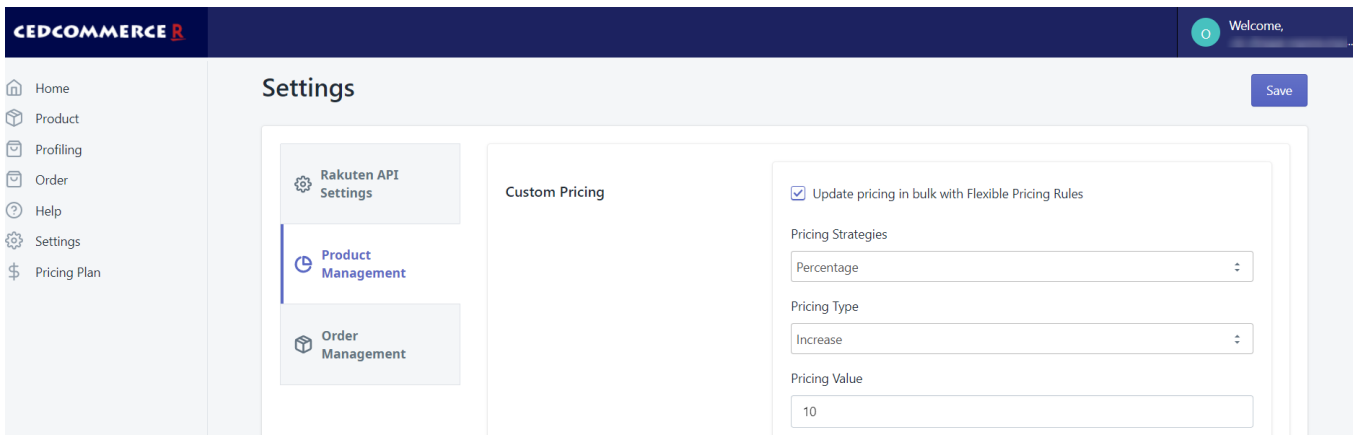 CEDCOMMERCE R
Welcome,
O
Home
Product
Profiling
Order
Help
Settings
Pricing Plan
Settings
Save
Rakuten API
Settings
Product
Management
Order
Management
Custom Pricing
Update pricing in bulk with Flexible Pricing Rules
Pricing Strategies
Percentage
Pricing Type
Increase
Pricing Value
10